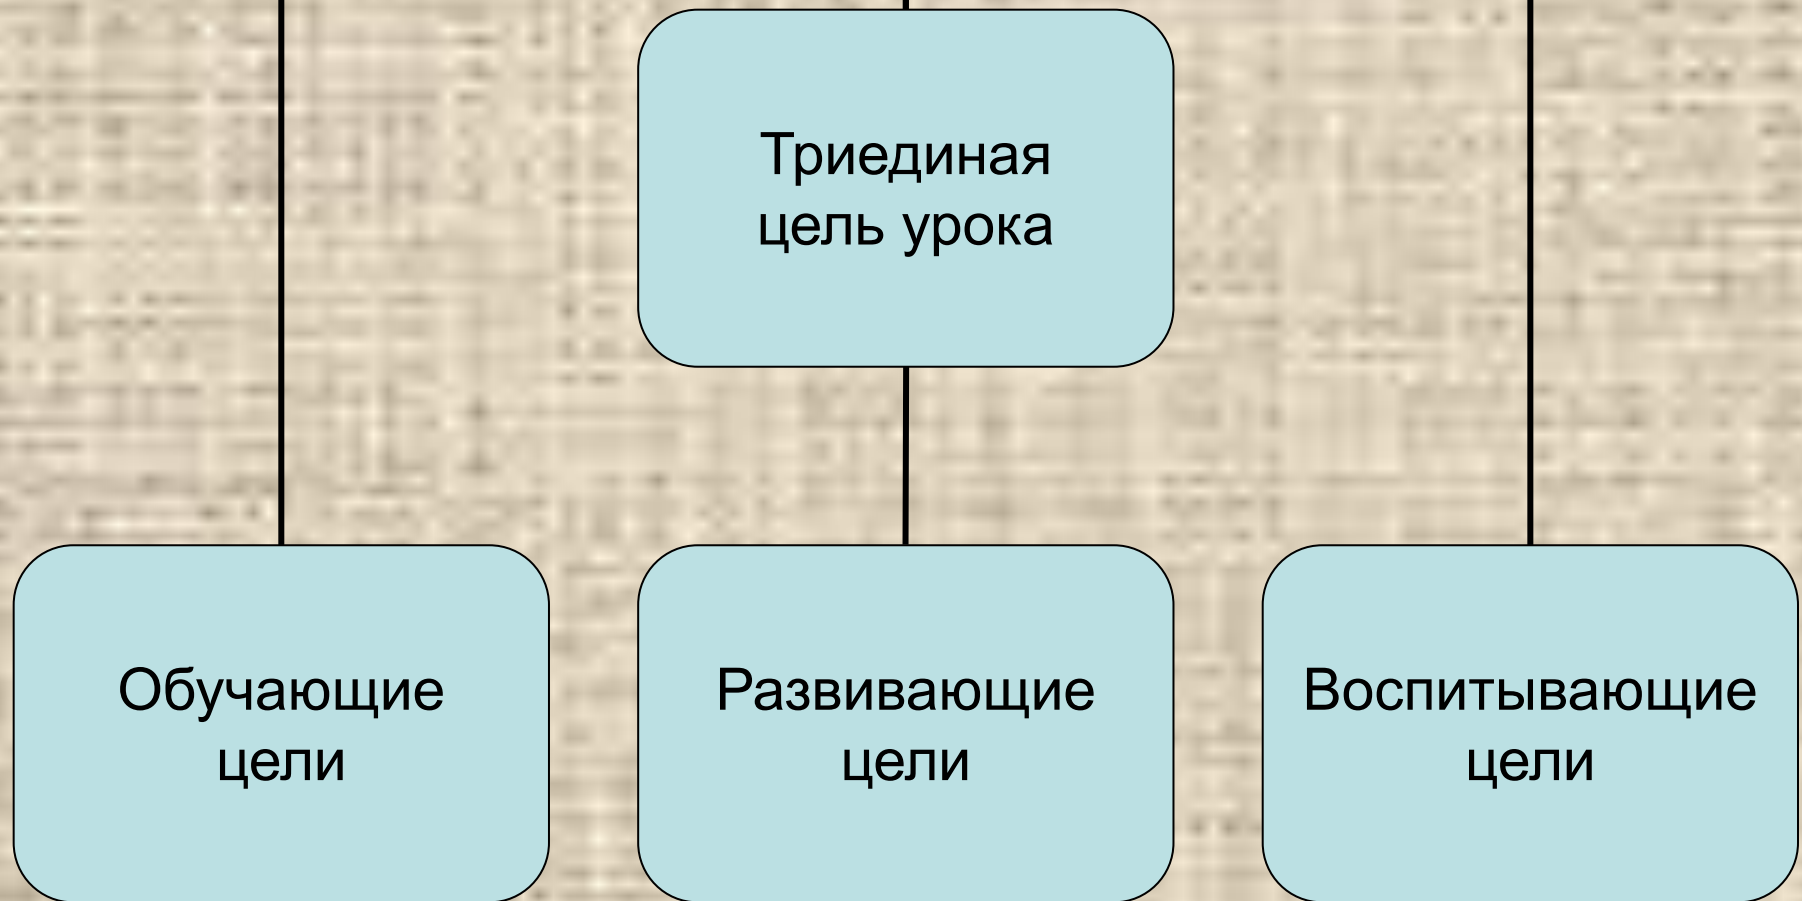 Триединая
цель урока
Обучающие
цели
Развивающие
цели
Воспитывающие
цели